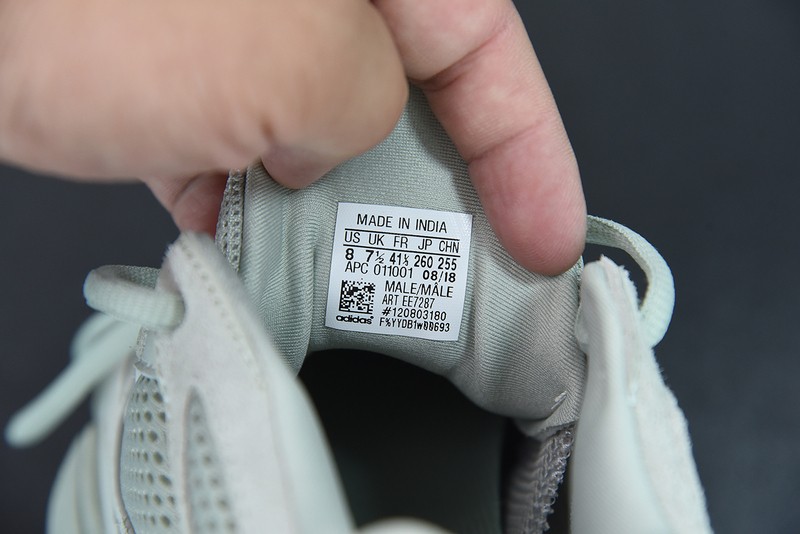 MADE IN INDIA
US UK FR JP CHN
8 7½ 41⅓ 260 255
APC 011001 08/18
MALE/MÂLE
ART EE7287
#120803180
adidas F%YYDB1w